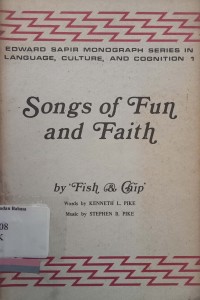 EDWARD SAPIR MONOGRAPH SERIES IN
LANGUAGE, CULTURE, AND COGNITION 1
Songs of Fun
and Faith
by "Fish & Chip"
Words by KENNETH L. PIKE
Music by STEPHEN B. PIKE
08
K